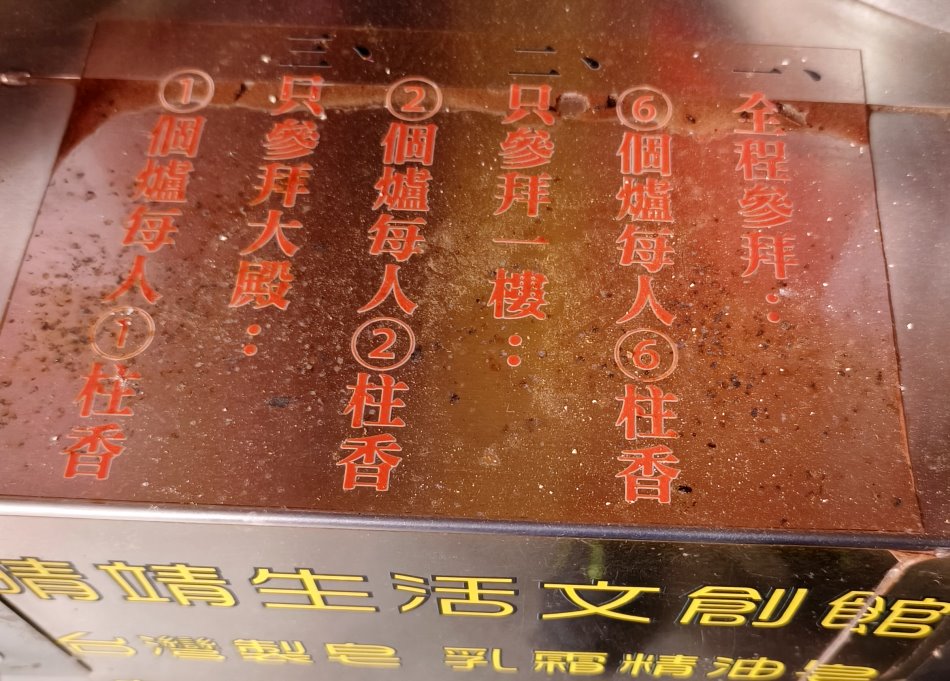 一、
全程參拜：
⑥個爐每人⑥柱香
二、
只參拜一樓：
②個爐每人②柱香
三、
只參拜大殿：
①個爐每人①柱香
晴靖生活文創館
台灣製皂 乳霜精油皂